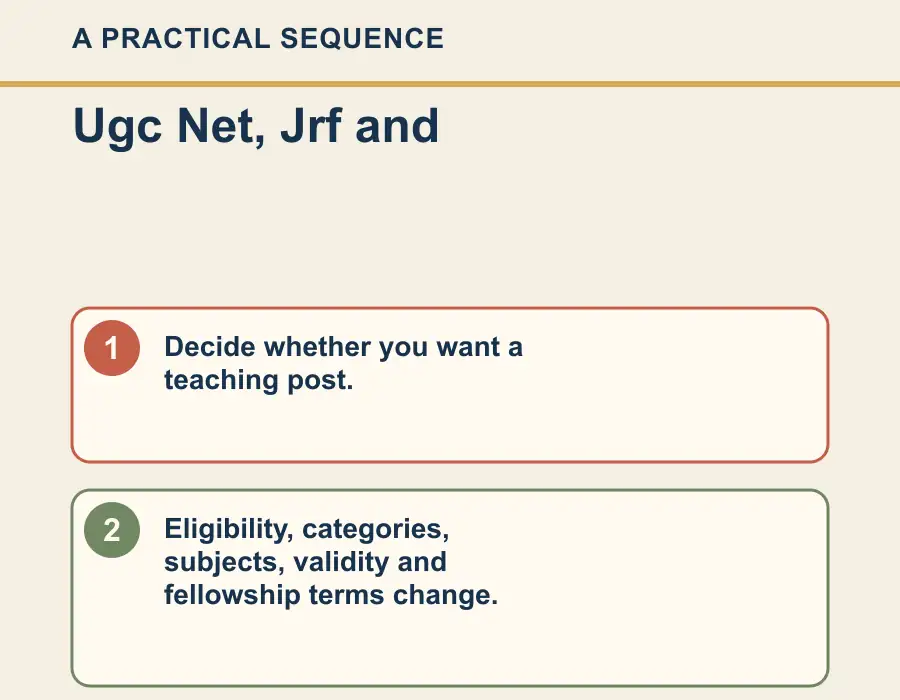 A PRACTICAL SEQUENCE
Ugc Net, Jrf and
1
Decide whether you want a
teaching post.
2
Eligibility, categories,
subjects, validity and
fellowship terms change.